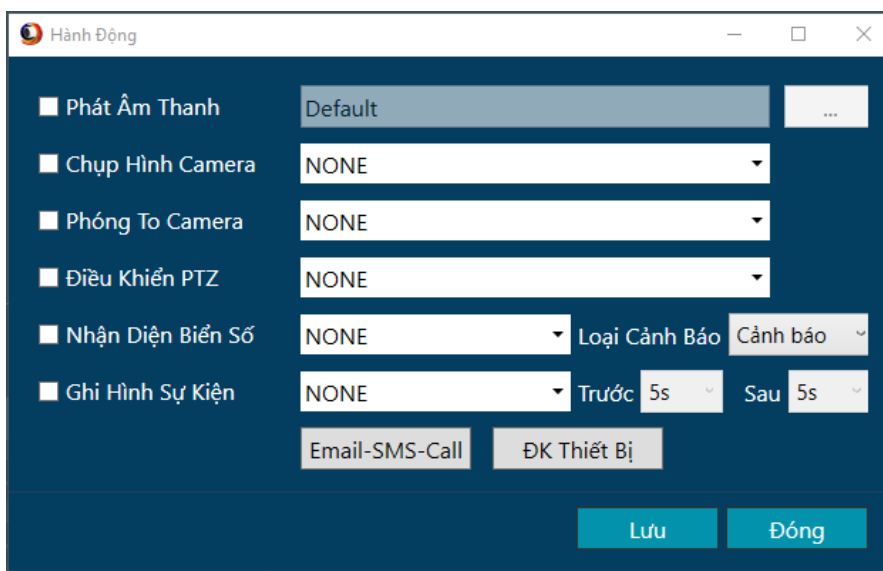 Hành Động
Phát Âm Thanh Default ...
Chụp Hình Camera NONE
Phóng To Camera NONE
Điều Khiển PTZ NONE
Nhận Diện Biển Số NONE Loại Cảnh Báo Cảnh báo
Ghi Hình Sự Kiện NONE Trước 5s Sau 5s
Email-SMS-Call ĐK Thiết Bị
Lưu Đóng